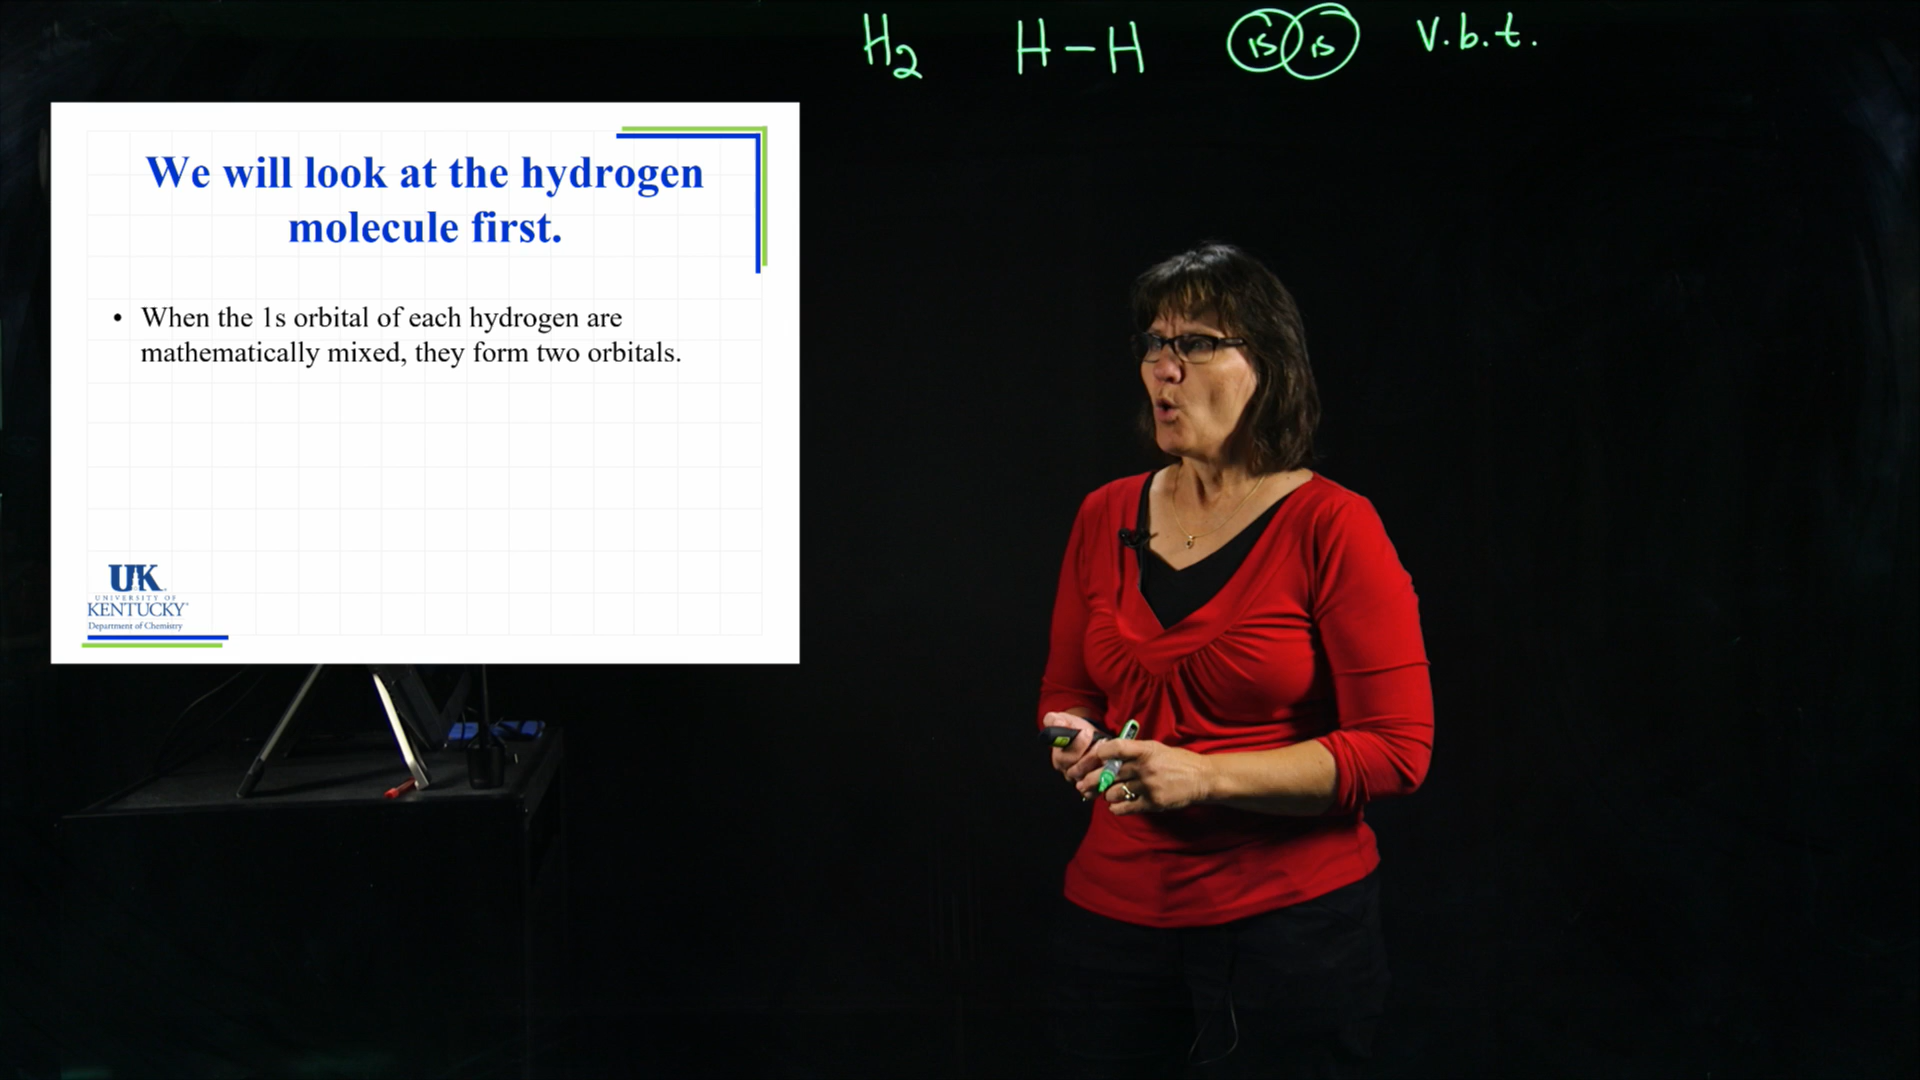 H₂ H–H 1s 1s v.b.t.
We will look at the hydrogen
molecule first.
• When the 1s orbital of each hydrogen are
mathematically mixed, they form two orbitals.
UK
UNIVERSITY OF
KENTUCKY
Department of Chemistry